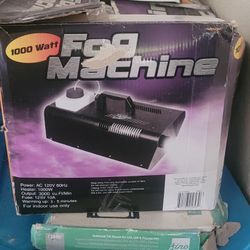 1000 Watt
Fog
Machine
Power: AC 120V 60Hz
Heater: 1000W
Output: 3000 cu.Ft/Min
Fuse: 120V 10A
Warming up: 3 - 5 minutes
For indoor use only